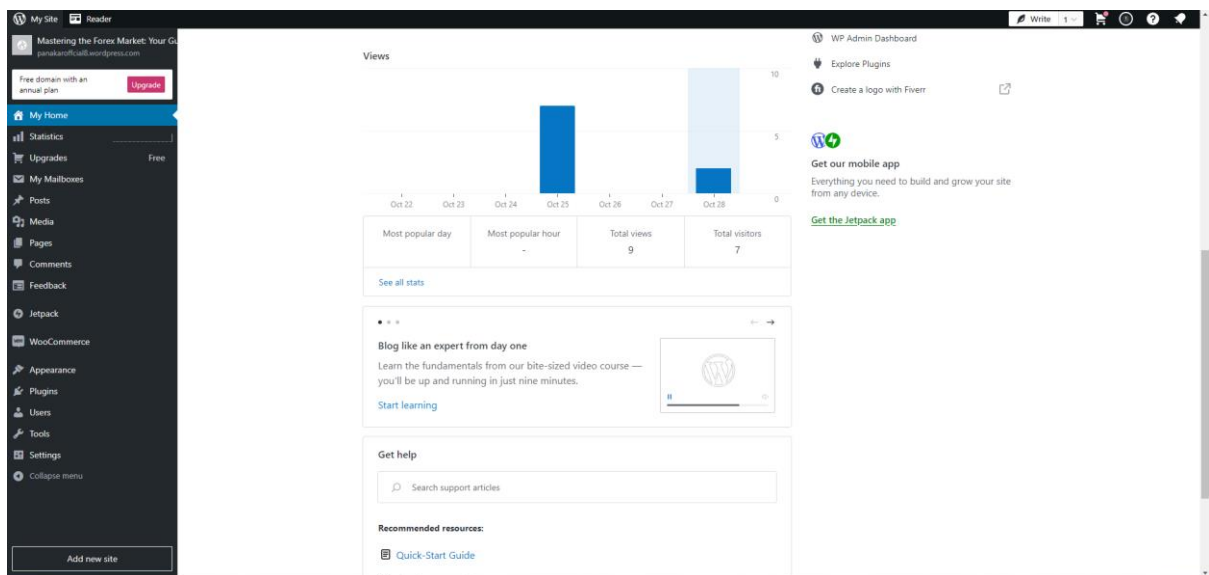 My Site Reader Write 1
Mastering the Forex Market: Your Gu
panakaroffcial8.wordpress.com
Free domain with an
annual plan
Upgrade
My Home
Statistics
Upgrades Free
My Mailboxes
Posts
Media
Pages
Comments
Feedback
Jetpack
WooCommerce
Appearance
Plugins
Users
Tools
Settings
Collapse menu
Add new site
Views
10
5
0
Oct 22 Oct 23 Oct 24 Oct 25 Oct 26 Oct 27 Oct 28
Most popular day Most popular hour Total views Total visitors
- 9 7
See all stats
Blog like an expert from day one
Learn the fundamentals from our bite-sized video course —
you'll be up and running in just nine minutes.
Start learning
Get help
Search support articles
Recommended resources:
Quick-Start Guide
WP Admin Dashboard
Explore Plugins
Create a logo with Fiverr
Get our mobile app
Everything you need to build and grow your site
from any device.
Get the Jetpack app